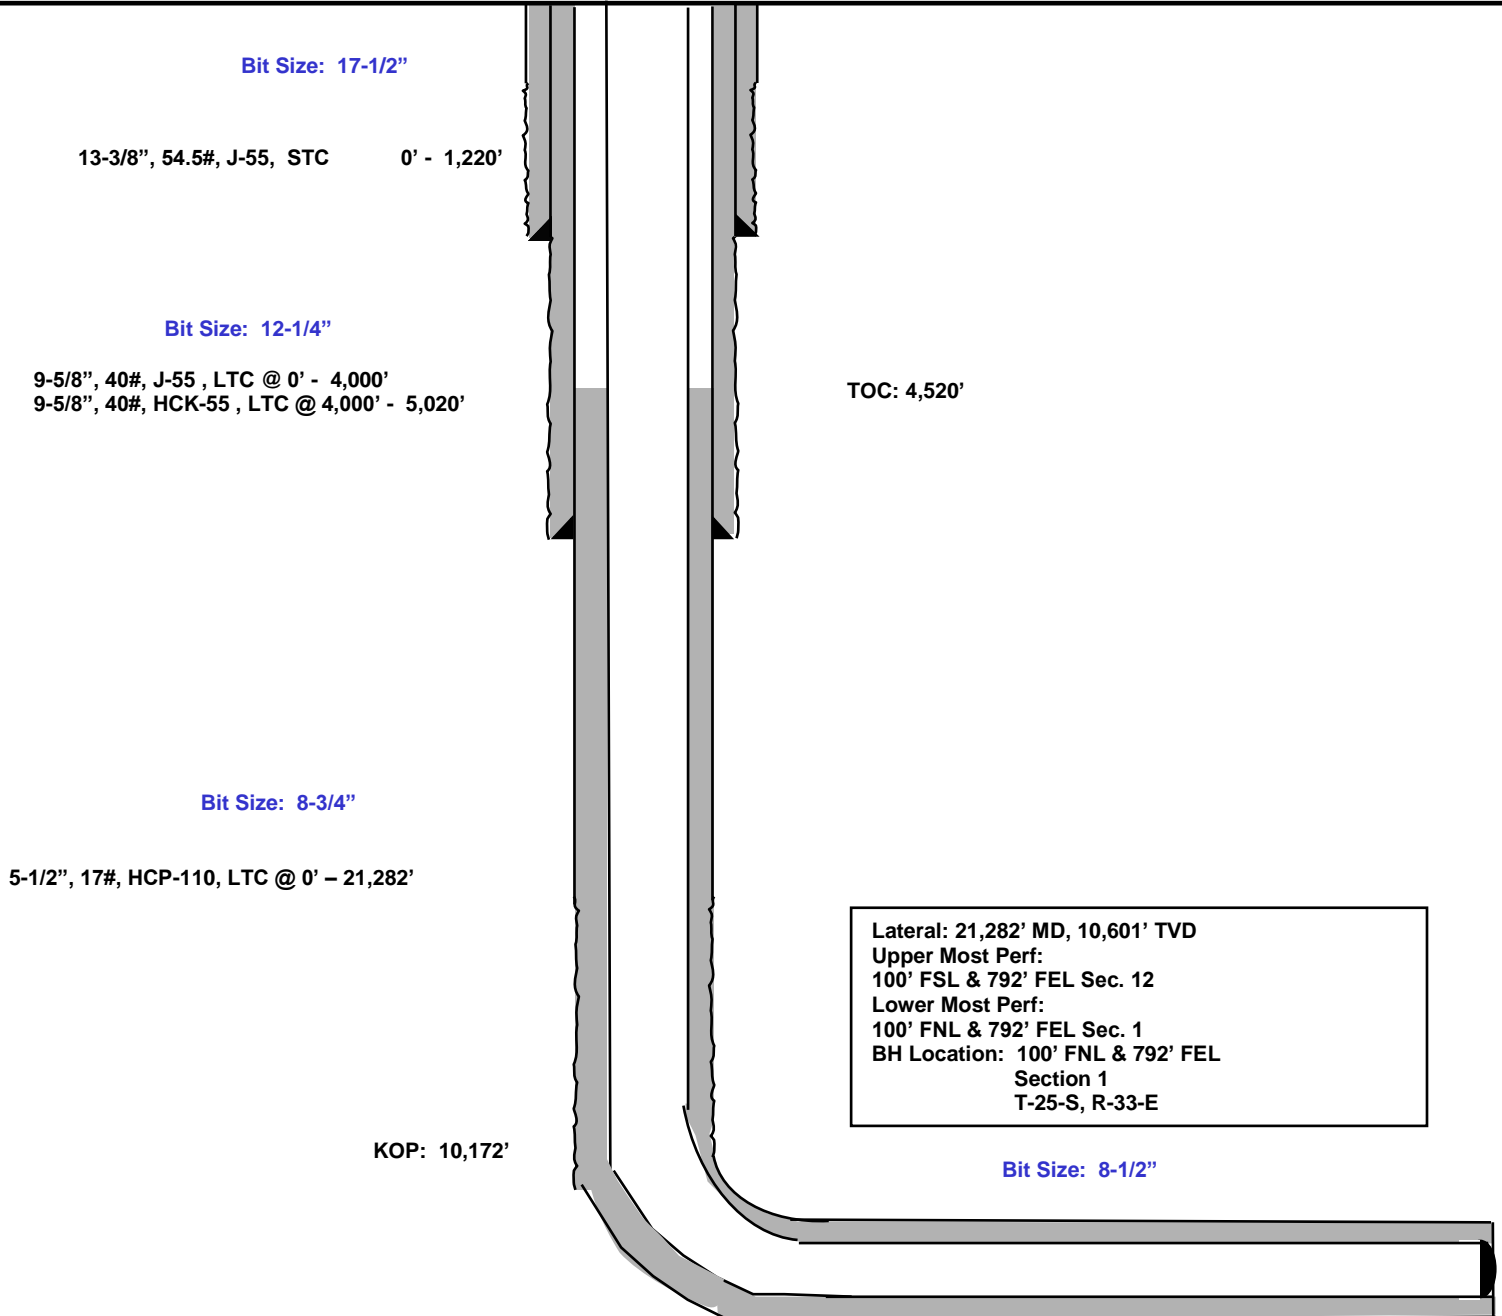 Bit Size:  17-1/2”
13-3/8”, 54.5#, J-55,  STC            0’ -  1,220’
Bit Size:  12-1/4”
9-5/8”, 40#, J-55 , LTC @ 0’ -  4,000’
9-5/8”, 40#, HCK-55 , LTC @ 4,000’ -  5,020’
TOC: 4,520’
Bit Size:  8-3/4”
5-1/2”, 17#, HCP-110, LTC @ 0’ – 21,282’
Lateral: 21,282’ MD, 10,601’ TVD
Upper Most Perf:
100’ FSL & 792’ FEL Sec. 12
Lower Most Perf:
100’ FNL & 792’ FEL Sec. 1
BH Location:  100’ FNL & 792’ FEL
Section 1
T-25-S, R-33-E
KOP:  10,172’
Bit Size:  8-1/2”